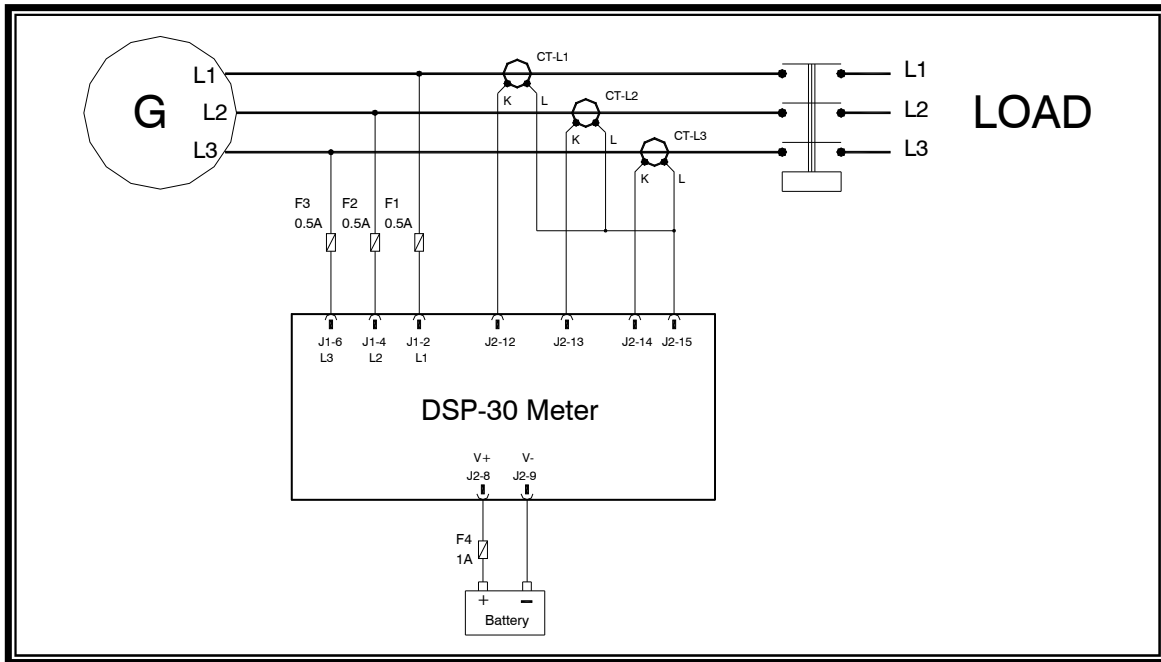 CT-L1
L1
L1
K
L
CT-L2
G
L2
L2
LOAD
K
L
CT-L3
L3
L3
K
L
F3
F2
F1
0.5A
0.5A
0.5A
J1-6
J1-4
J1-2
J2-12
J2-13
J2-14
J2-15
L3
L2
L1
DSP-30 Meter
V+
V-
J2-8
J2-9
F4
1A
+
−
Battery